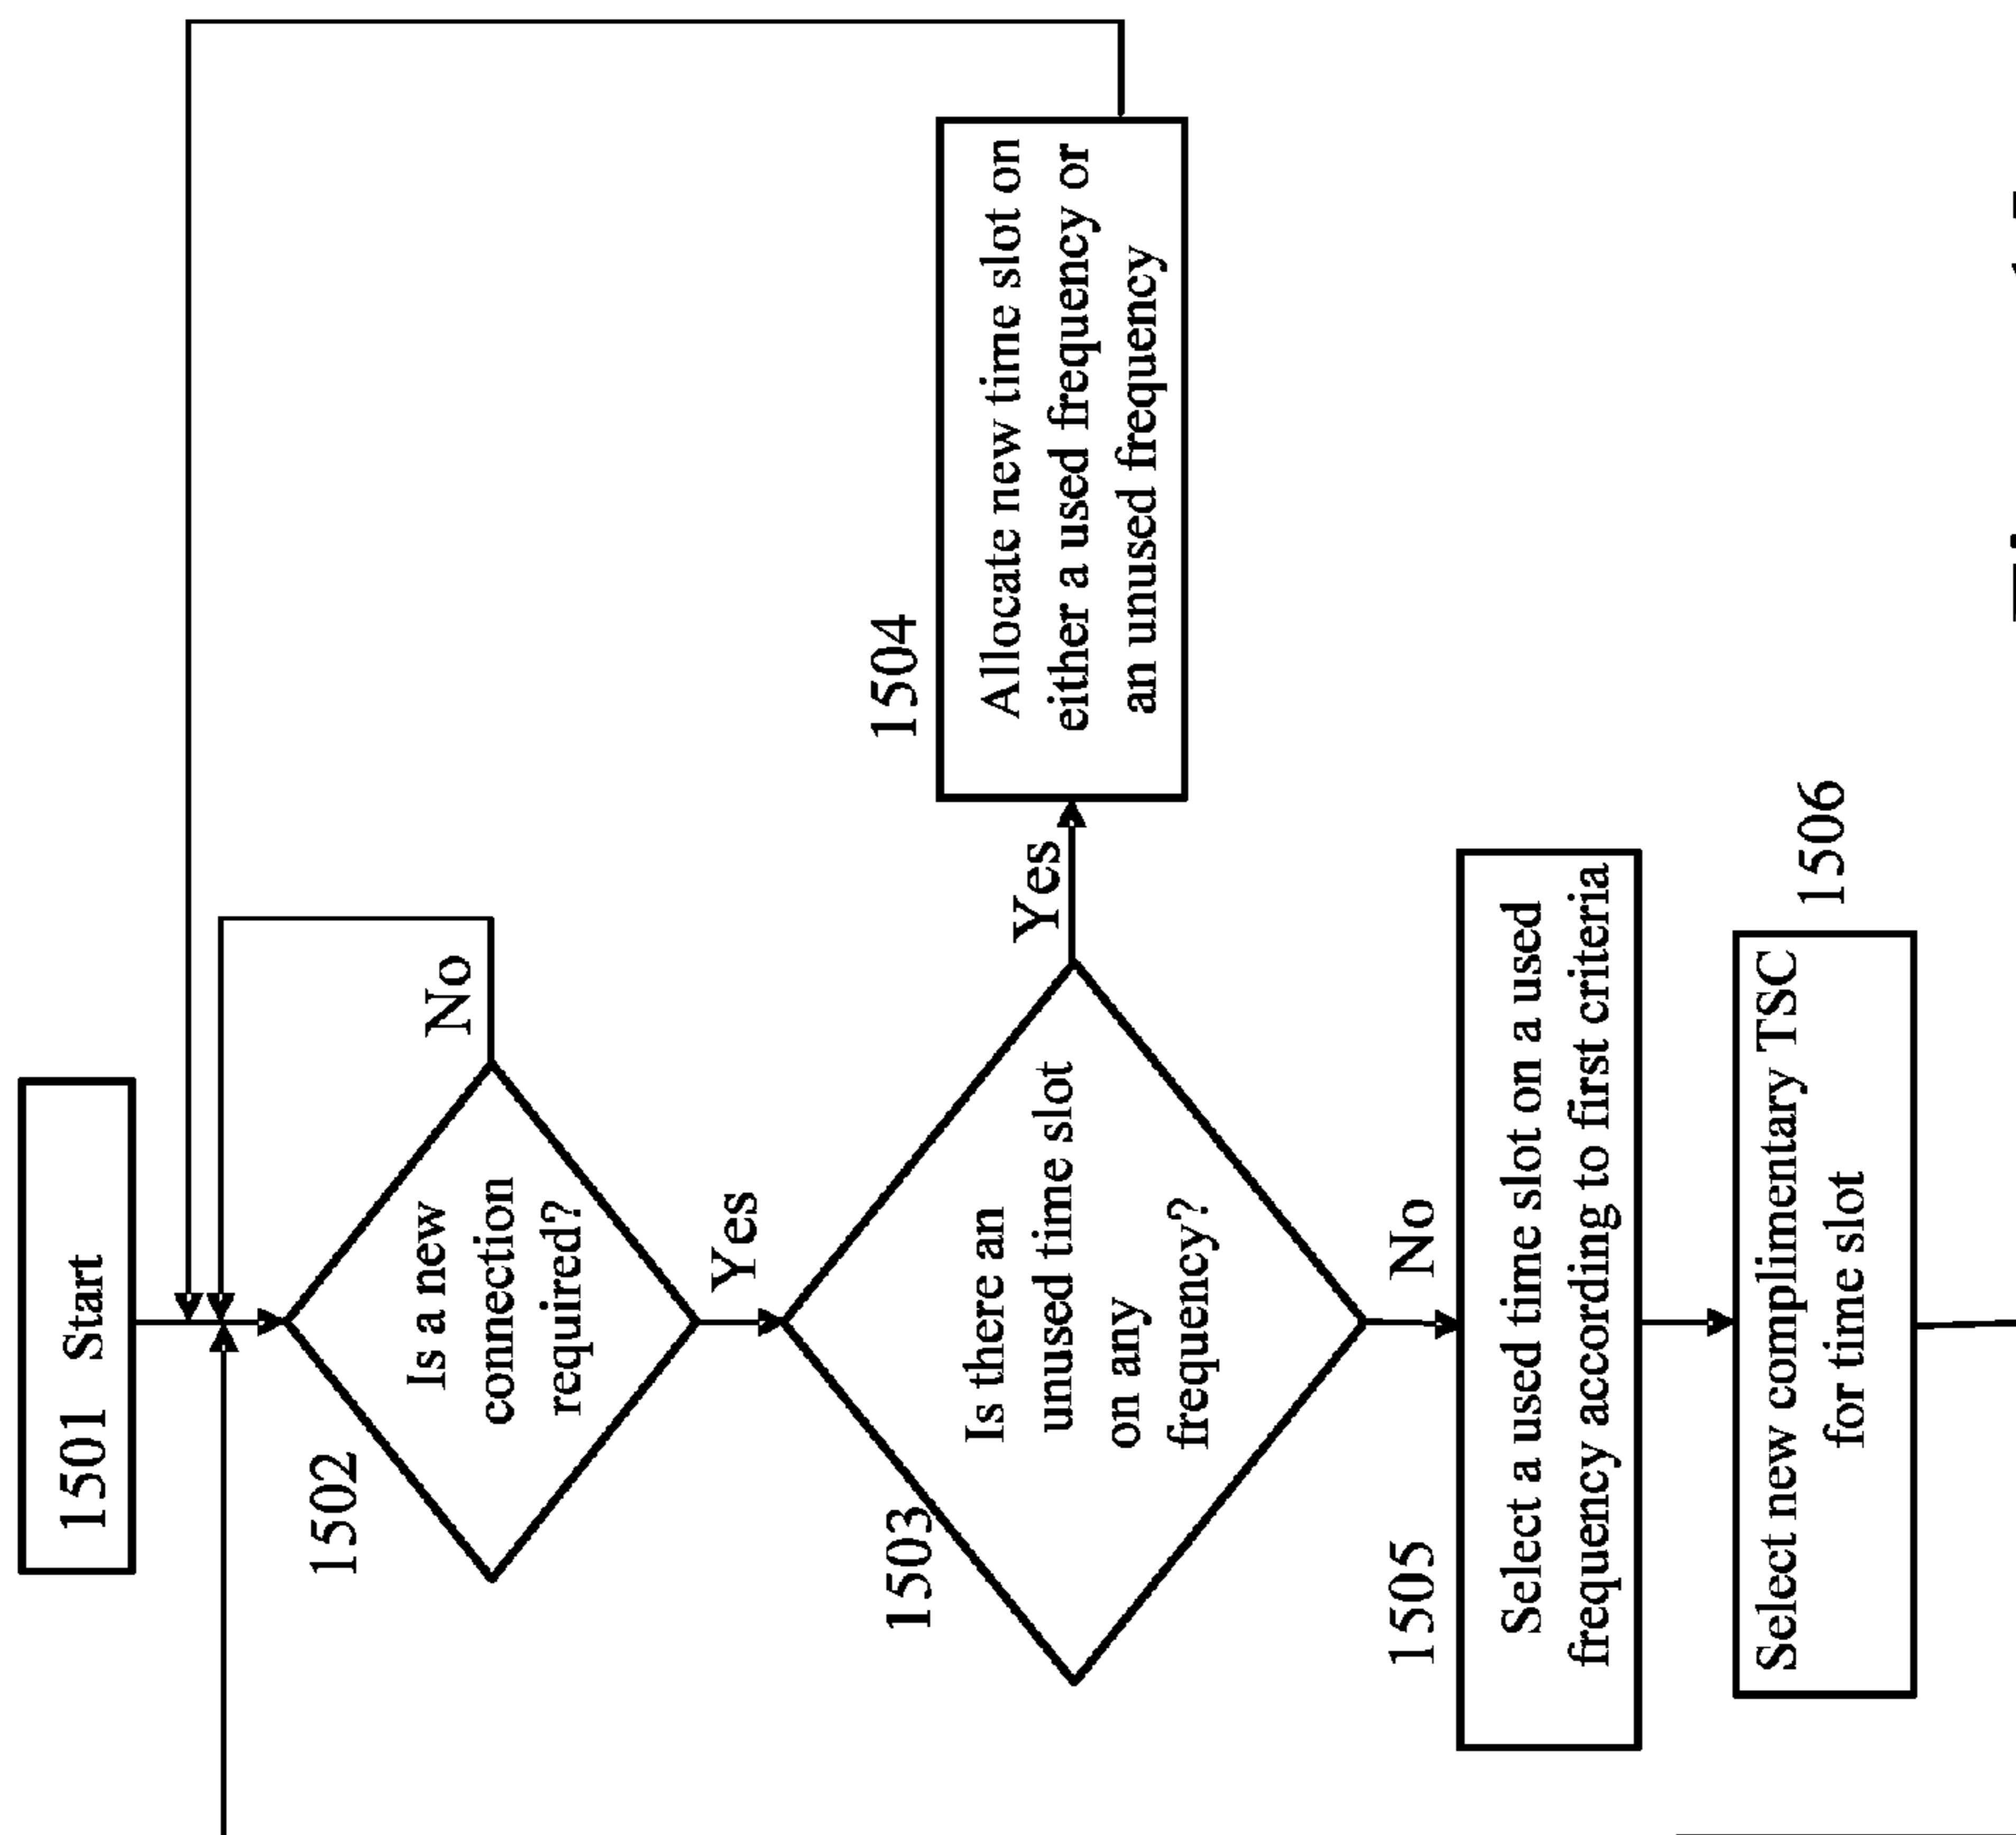 1501 Start
1502
Is a new
connection
required?
No
Yes
1503
Is there an
unused time slot
on any
frequency?
Yes
1504
Allocate new time slot on
either a used frequency or
an unused frequency
No
1505
Select a used time slot on a used
frequency according to first criteria
1506
Select new complimentary TSC
for time slot